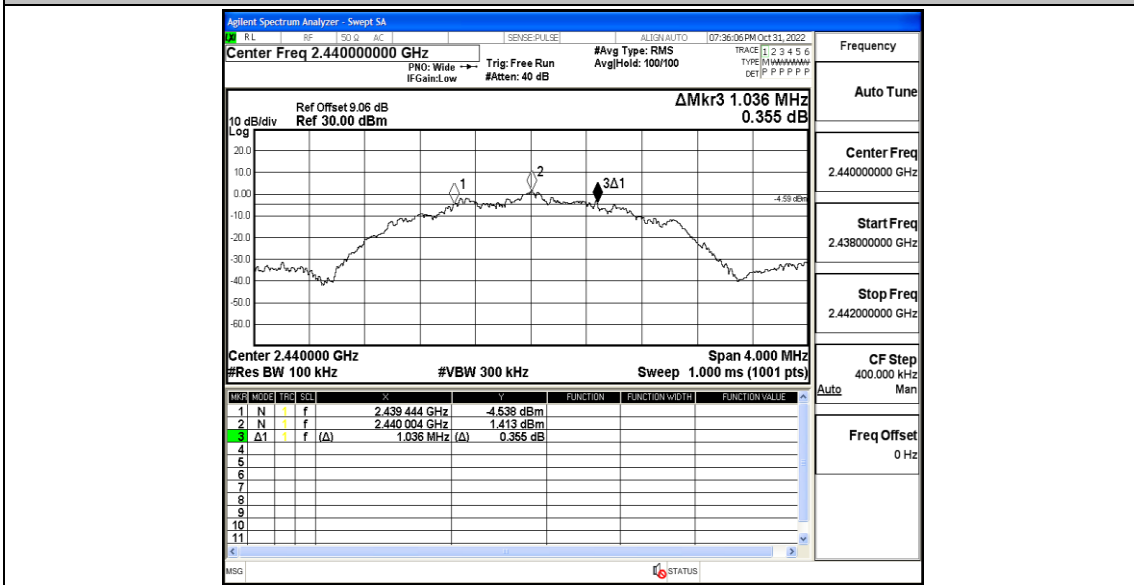 Agilent Spectrum Analyzer - Swept SA
LXI RL RF 50 Ω AC SENSE:PULSE ALIGN AUTO 07:36:06 PM Oct 31, 2022
Center Freq 2.440000000 GHz
PNO: Wide
IFGain:Low
Trig: Free Run
#Atten: 40 dB
#Avg Type: RMS
Avg|Hold: 100/100
TRACE 1 2 3 4 5 6
TYPE MWWWWW
DET P P P P P P
ΔMkr3 1.036 MHz
0.355 dB
Ref Offset 9.06 dB
10 dB/div Ref 30.00 dBm
Log
20.0
10.0
0.00
-10.0
-20.0
-30.0
-40.0
-50.0
-60.0
1
2
3Δ1
-4.59 dBm
Center 2.440000 GHz Span 4.000 MHz
#Res BW 100 kHz #VBW 300 kHz Sweep 1.000 ms (1001 pts)
MKR MODE TRC SCL X Y FUNCTION FUNCTION WIDTH FUNCTION VALUE
1 N 1 f 2.439 444 GHz -4.538 dBm
2 N 1 f 2.440 004 GHz 1.413 dBm
3 Δ1 1 f (Δ) 1.036 MHz (Δ) 0.355 dB
4
5
6
7
8
9
10
11
MSG STATUS
Frequency
Auto Tune
Center Freq
2.440000000 GHz
Start Freq
2.438000000 GHz
Stop Freq
2.442000000 GHz
CF Step
400.000 kHz
Auto Man
Freq Offset
0 Hz